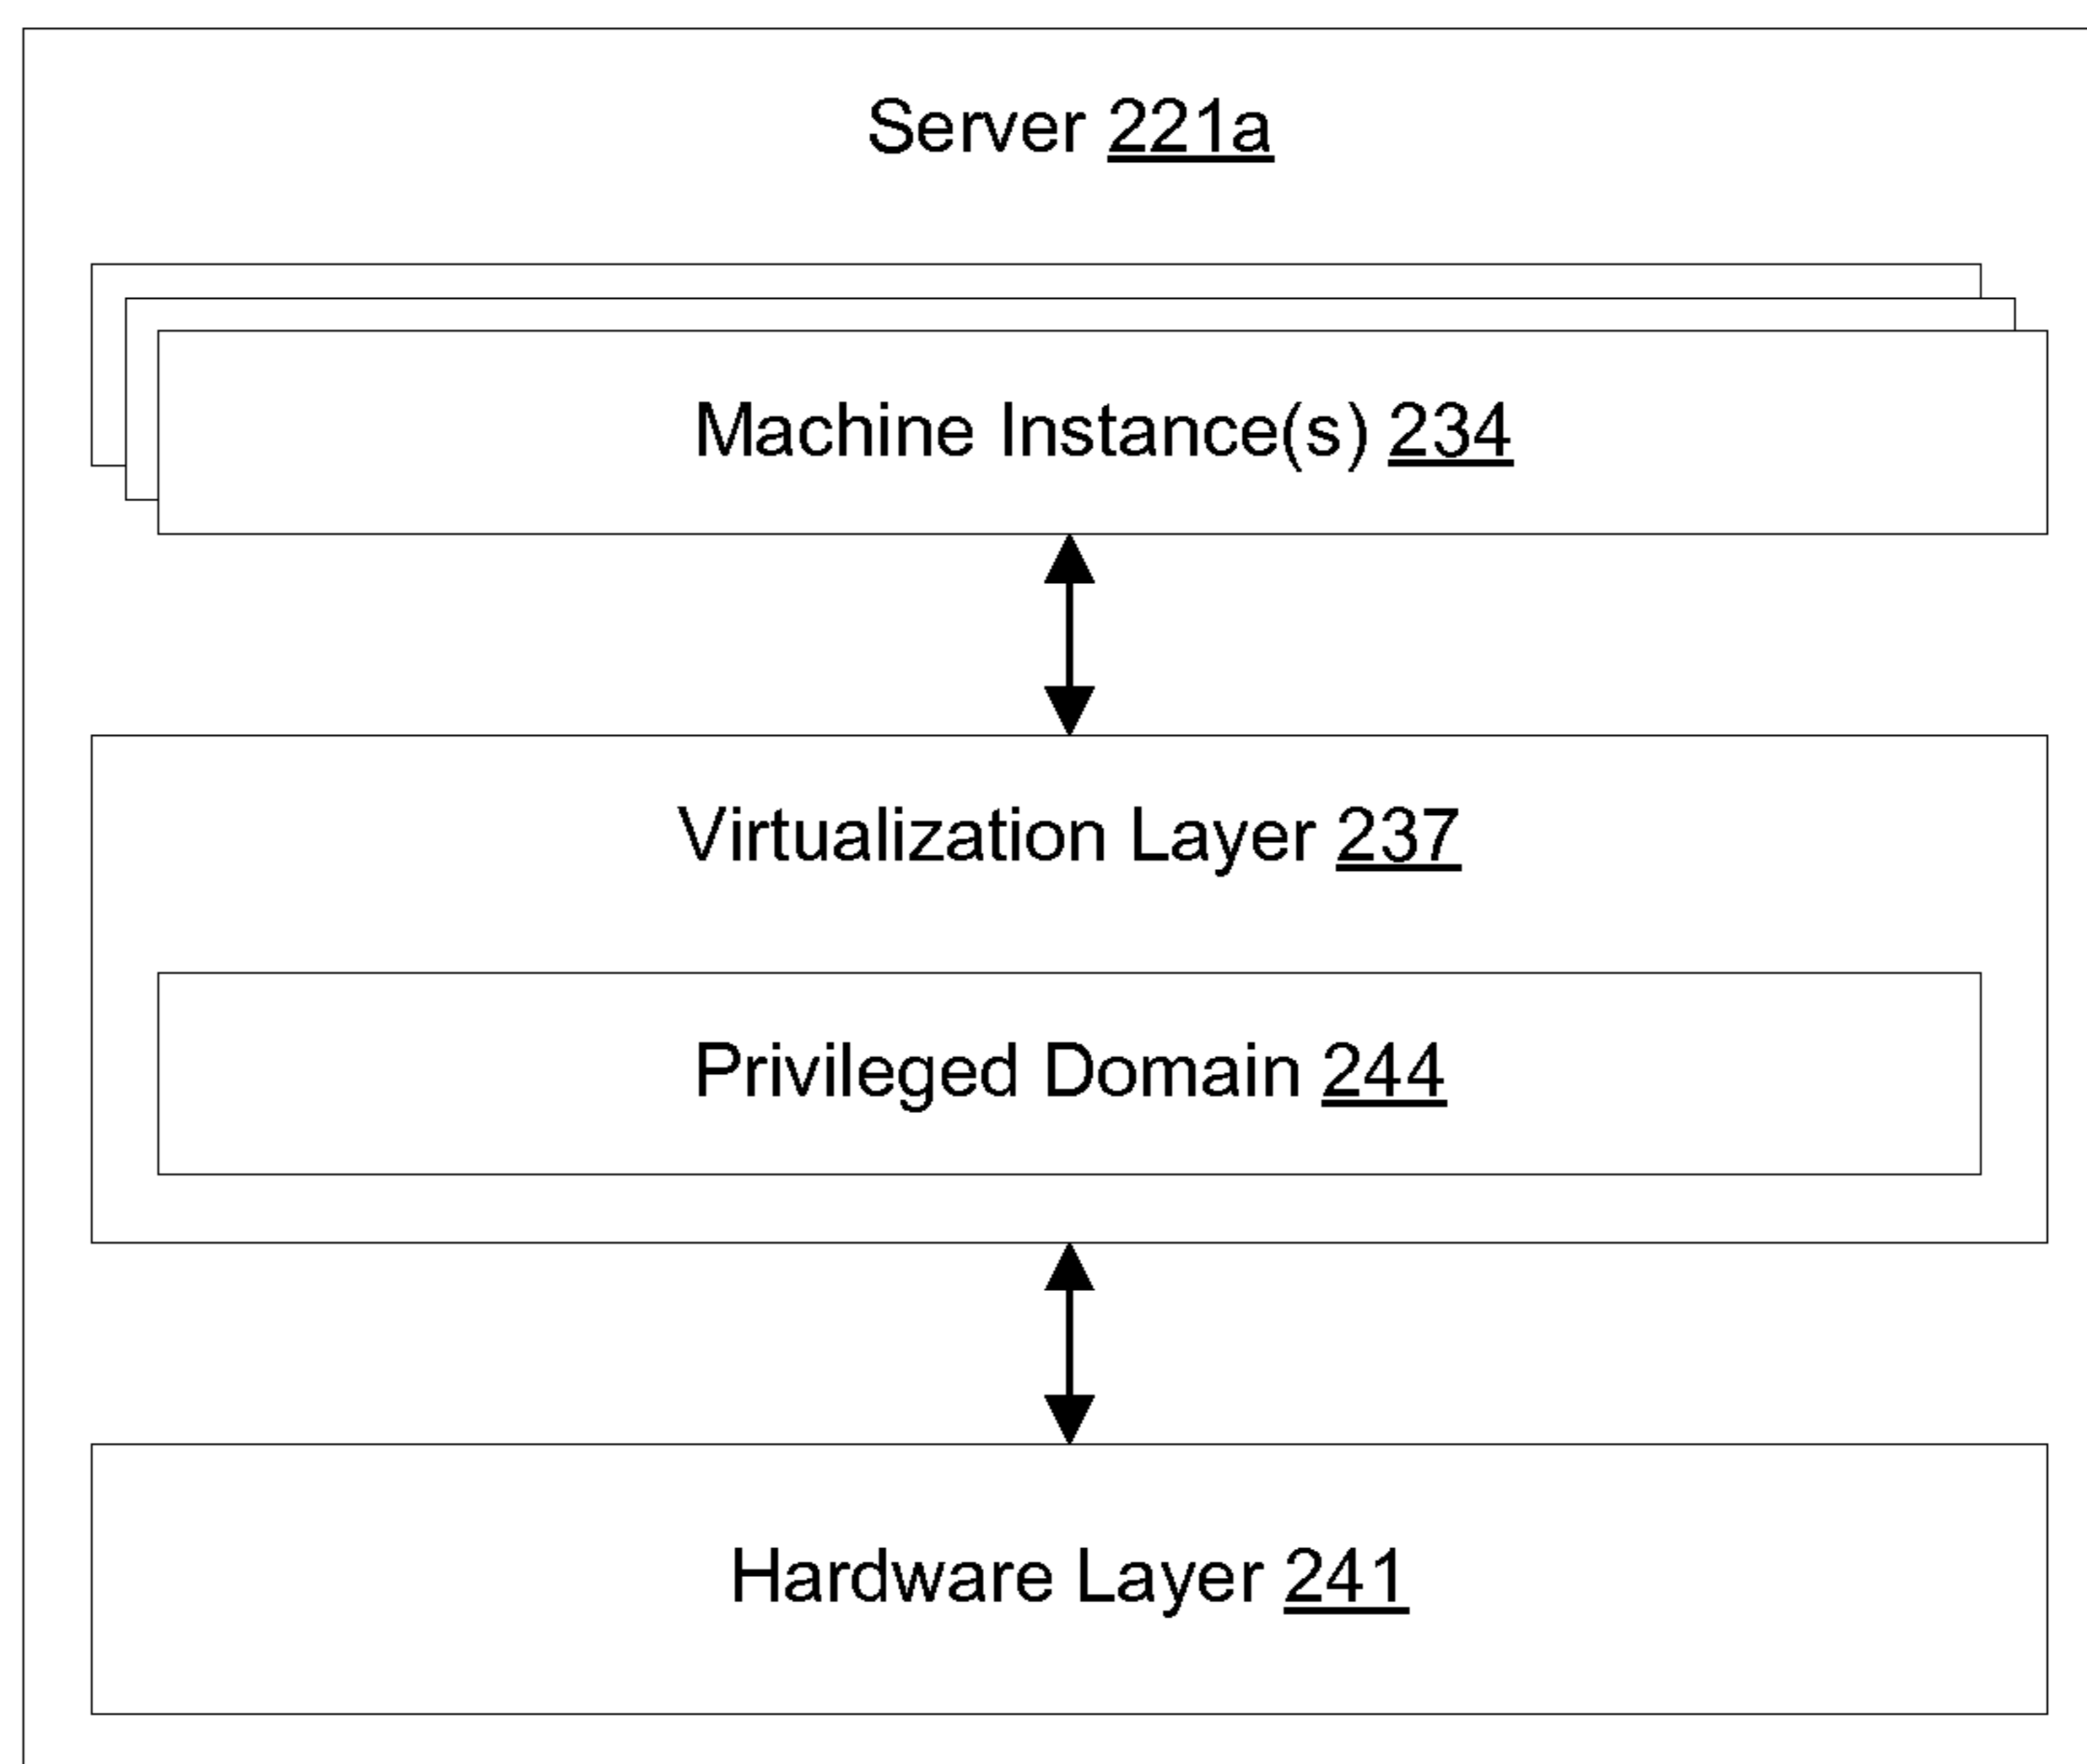 Server 221a
Machine Instance(s) 234
Virtualization Layer 237
Privileged Domain 244
Hardware Layer 241